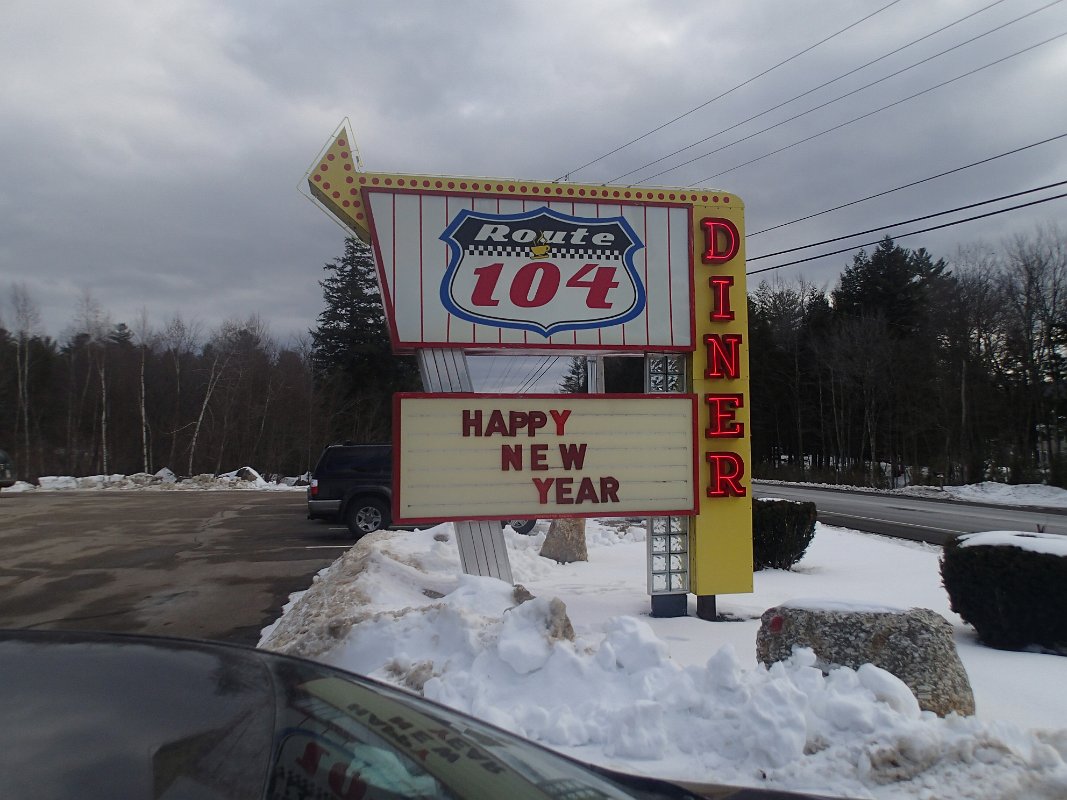 Route
104
DINER
HAPPY
NEW
YEAR